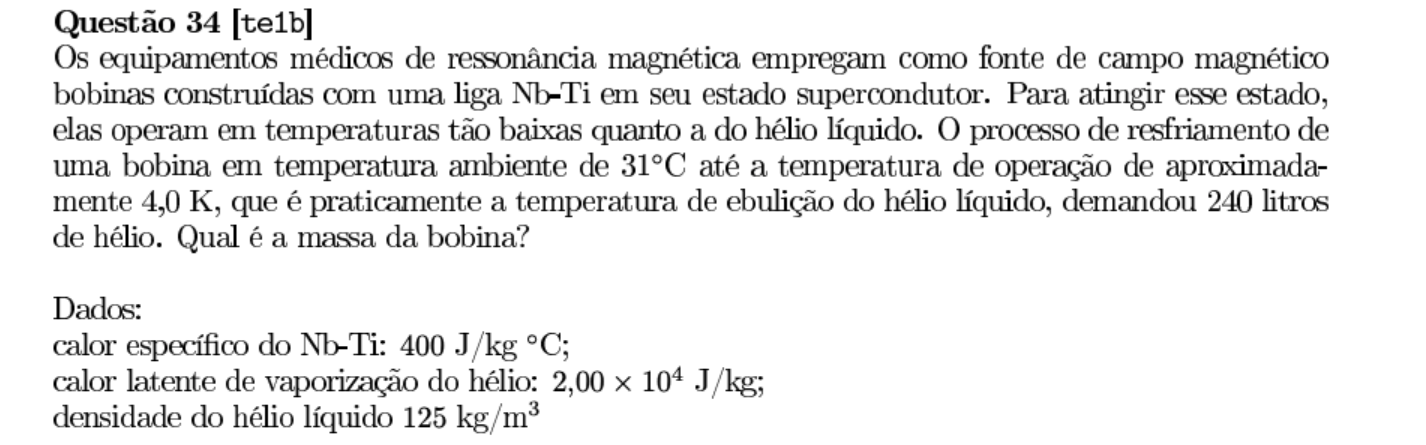 Questão 34 [te1b]
Os equipamentos médicos de ressonância magnética empregam como fonte de campo magnético
bobinas construídas com uma liga Nb-Ti em seu estado supercondutor. Para atingir esse estado,
elas operam em temperaturas tão baixas quanto a do hélio líquido. O processo de resfriamento de
uma bobina em temperatura ambiente de 31°C até a temperatura de operação de aproximada-
mente 4,0 K, que é praticamente a temperatura de ebulição do hélio líquido, demandou 240 litros
de hélio. Qual é a massa da bobina?
Dados:
calor específico do Nb-Ti: 400 J/kg °C;
calor latente de vaporização do hélio: 2,00 × 10⁴ J/kg;
densidade do hélio líquido 125 kg/m³